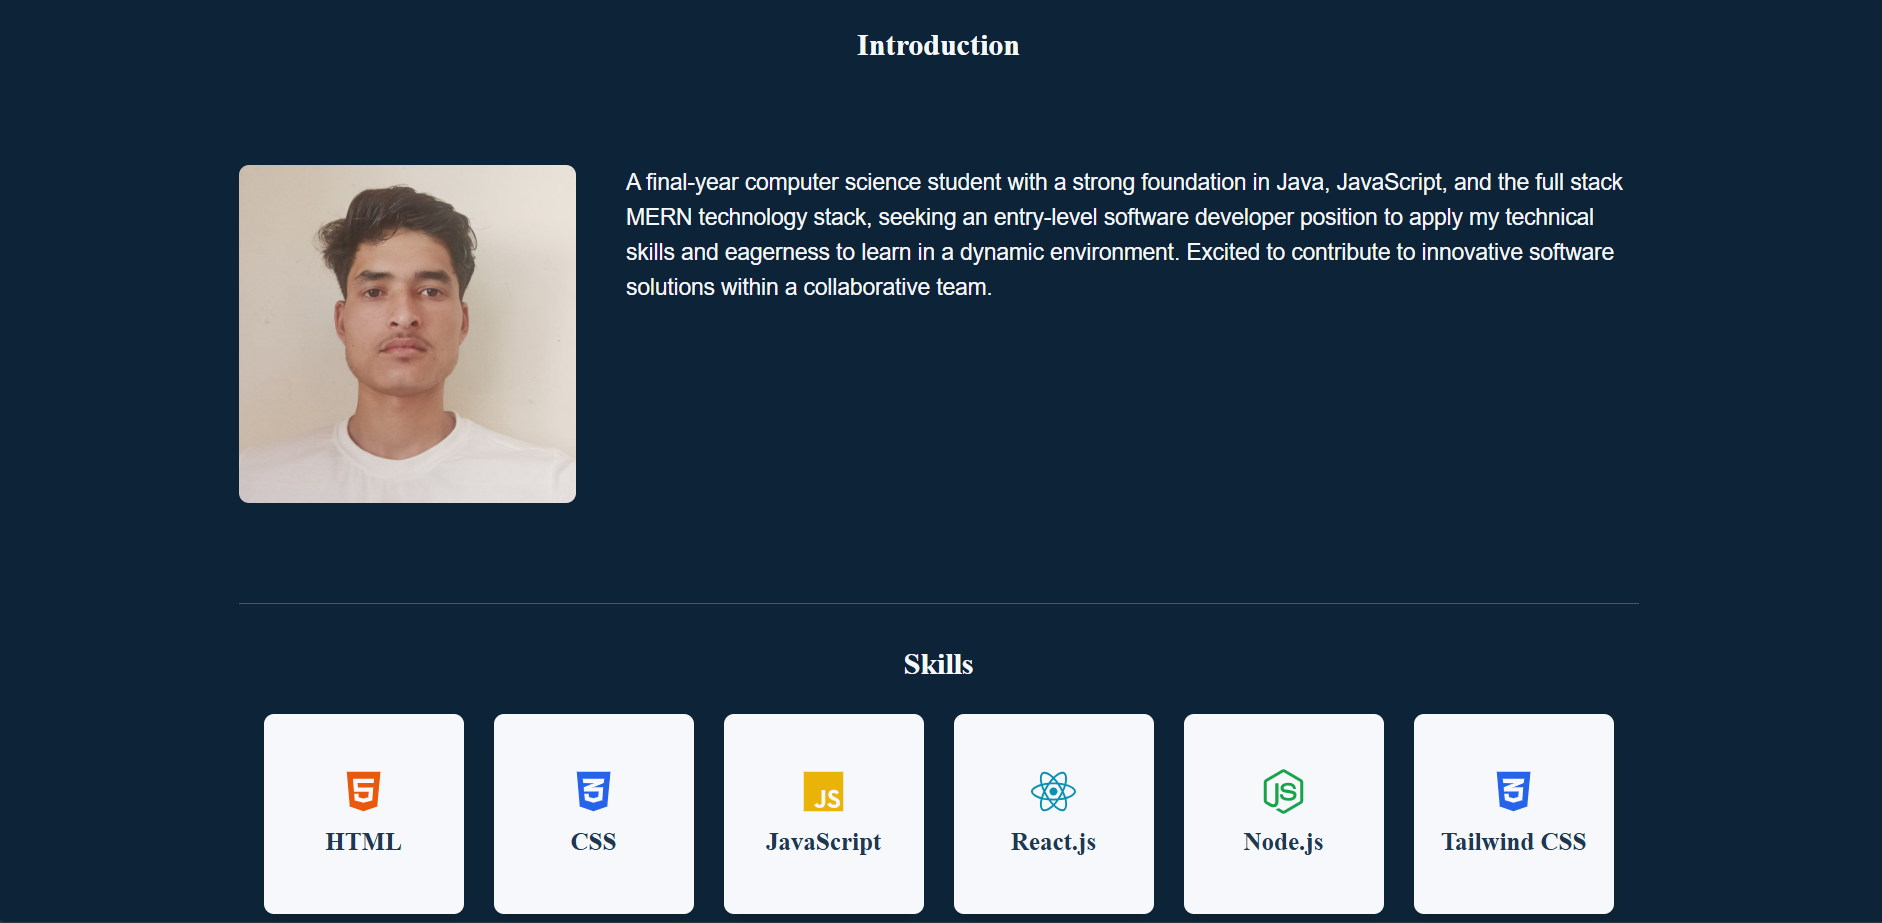 Introduction
A final-year computer science student with a strong foundation in Java, JavaScript, and the full stack
MERN technology stack, seeking an entry-level software developer position to apply my technical
skills and eagerness to learn in a dynamic environment. Excited to contribute to innovative software
solutions within a collaborative team.
Skills
5
3
JS
JS
3
HTML
CSS
JavaScript
React.js
Node.js
Tailwind CSS